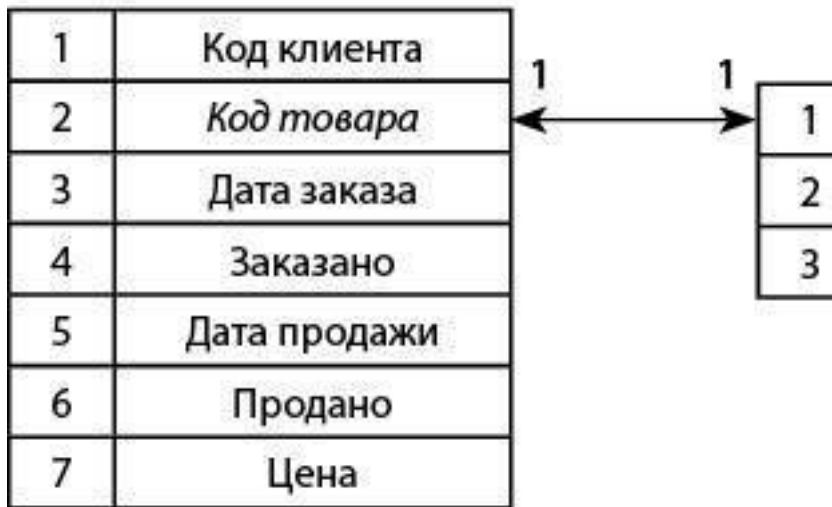 1 Код клиента
2 Код товара
3 Дата заказа
4 Заказано
5 Дата продажи
6 Продано
7 Цена
1 1
1
2
3